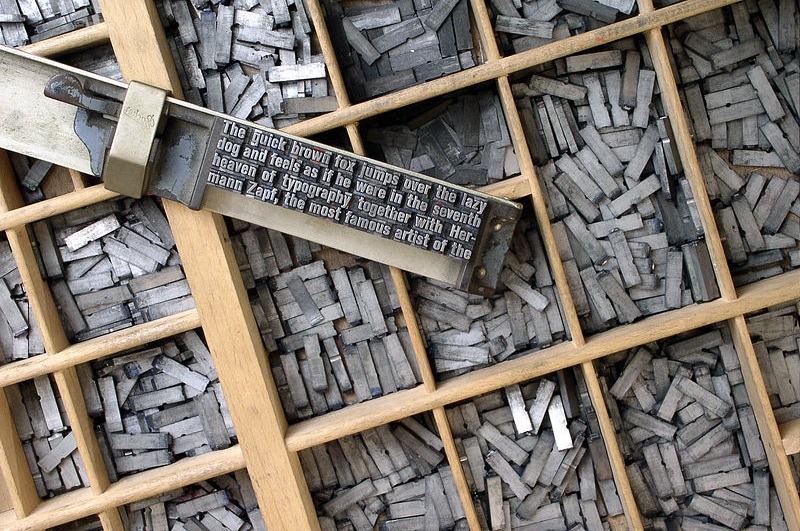 The quick brown fox jumps over the lazy
dog and feels as if he were in the seventh
heaven of typography together with Her-
mann Zapf, the most famous artist of the